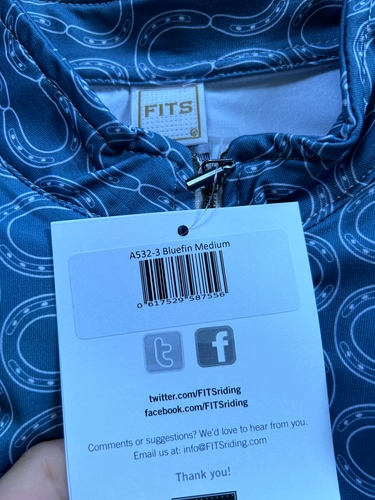 FITS
A532-3 Bluefin Medium
0 617529 587556
t f
twitter.com/FITSriding
facebook.com/FITSriding
Comments or suggestions? We'd love to hear from you.
Email us at: info@FITSriding.com
Thank you!